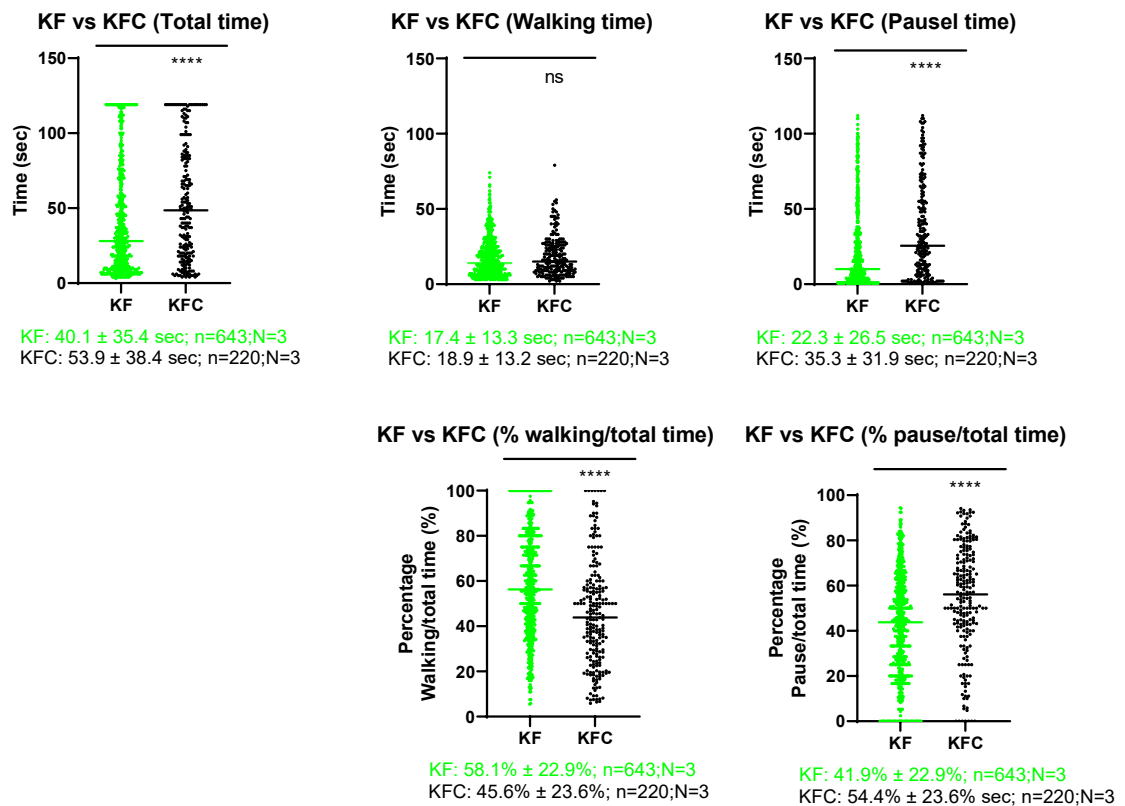 KF vs KFC (Total time)
****
150
100
50
0
Time (sec)
KF
KFC
KF: 40.1 ± 35.4 sec; n=643;N=3
KFC: 53.9 ± 38.4 sec; n=220;N=3
KF vs KFC (Walking time)
ns
150
100
50
0
Time (sec)
KF
KFC
KF: 17.4 ± 13.3 sec; n=643;N=3
KFC: 18.9 ± 13.2 sec; n=220;N=3
KF vs KFC (Pausel time)
****
150
100
50
0
Time (sec)
KF
KFC
KF: 22.3 ± 26.5 sec; n=643;N=3
KFC: 35.3 ± 31.9 sec; n=220;N=3
KF vs KFC (% walking/total time)
****
100
80
60
40
20
0
Percentage
Walking/total time (%)
KF
KFC
KF: 58.1% ± 22.9%; n=643;N=3
KFC: 45.6% ± 23.6%; n=220;N=3
KF vs KFC (% pause/total time)
****
100
80
60
40
20
0
Percentage
Pause/total time (%)
KF
KFC
KF: 41.9% ± 22.9%; n=643;N=3
KFC: 54.4% ± 23.6% sec; n=220;N=3